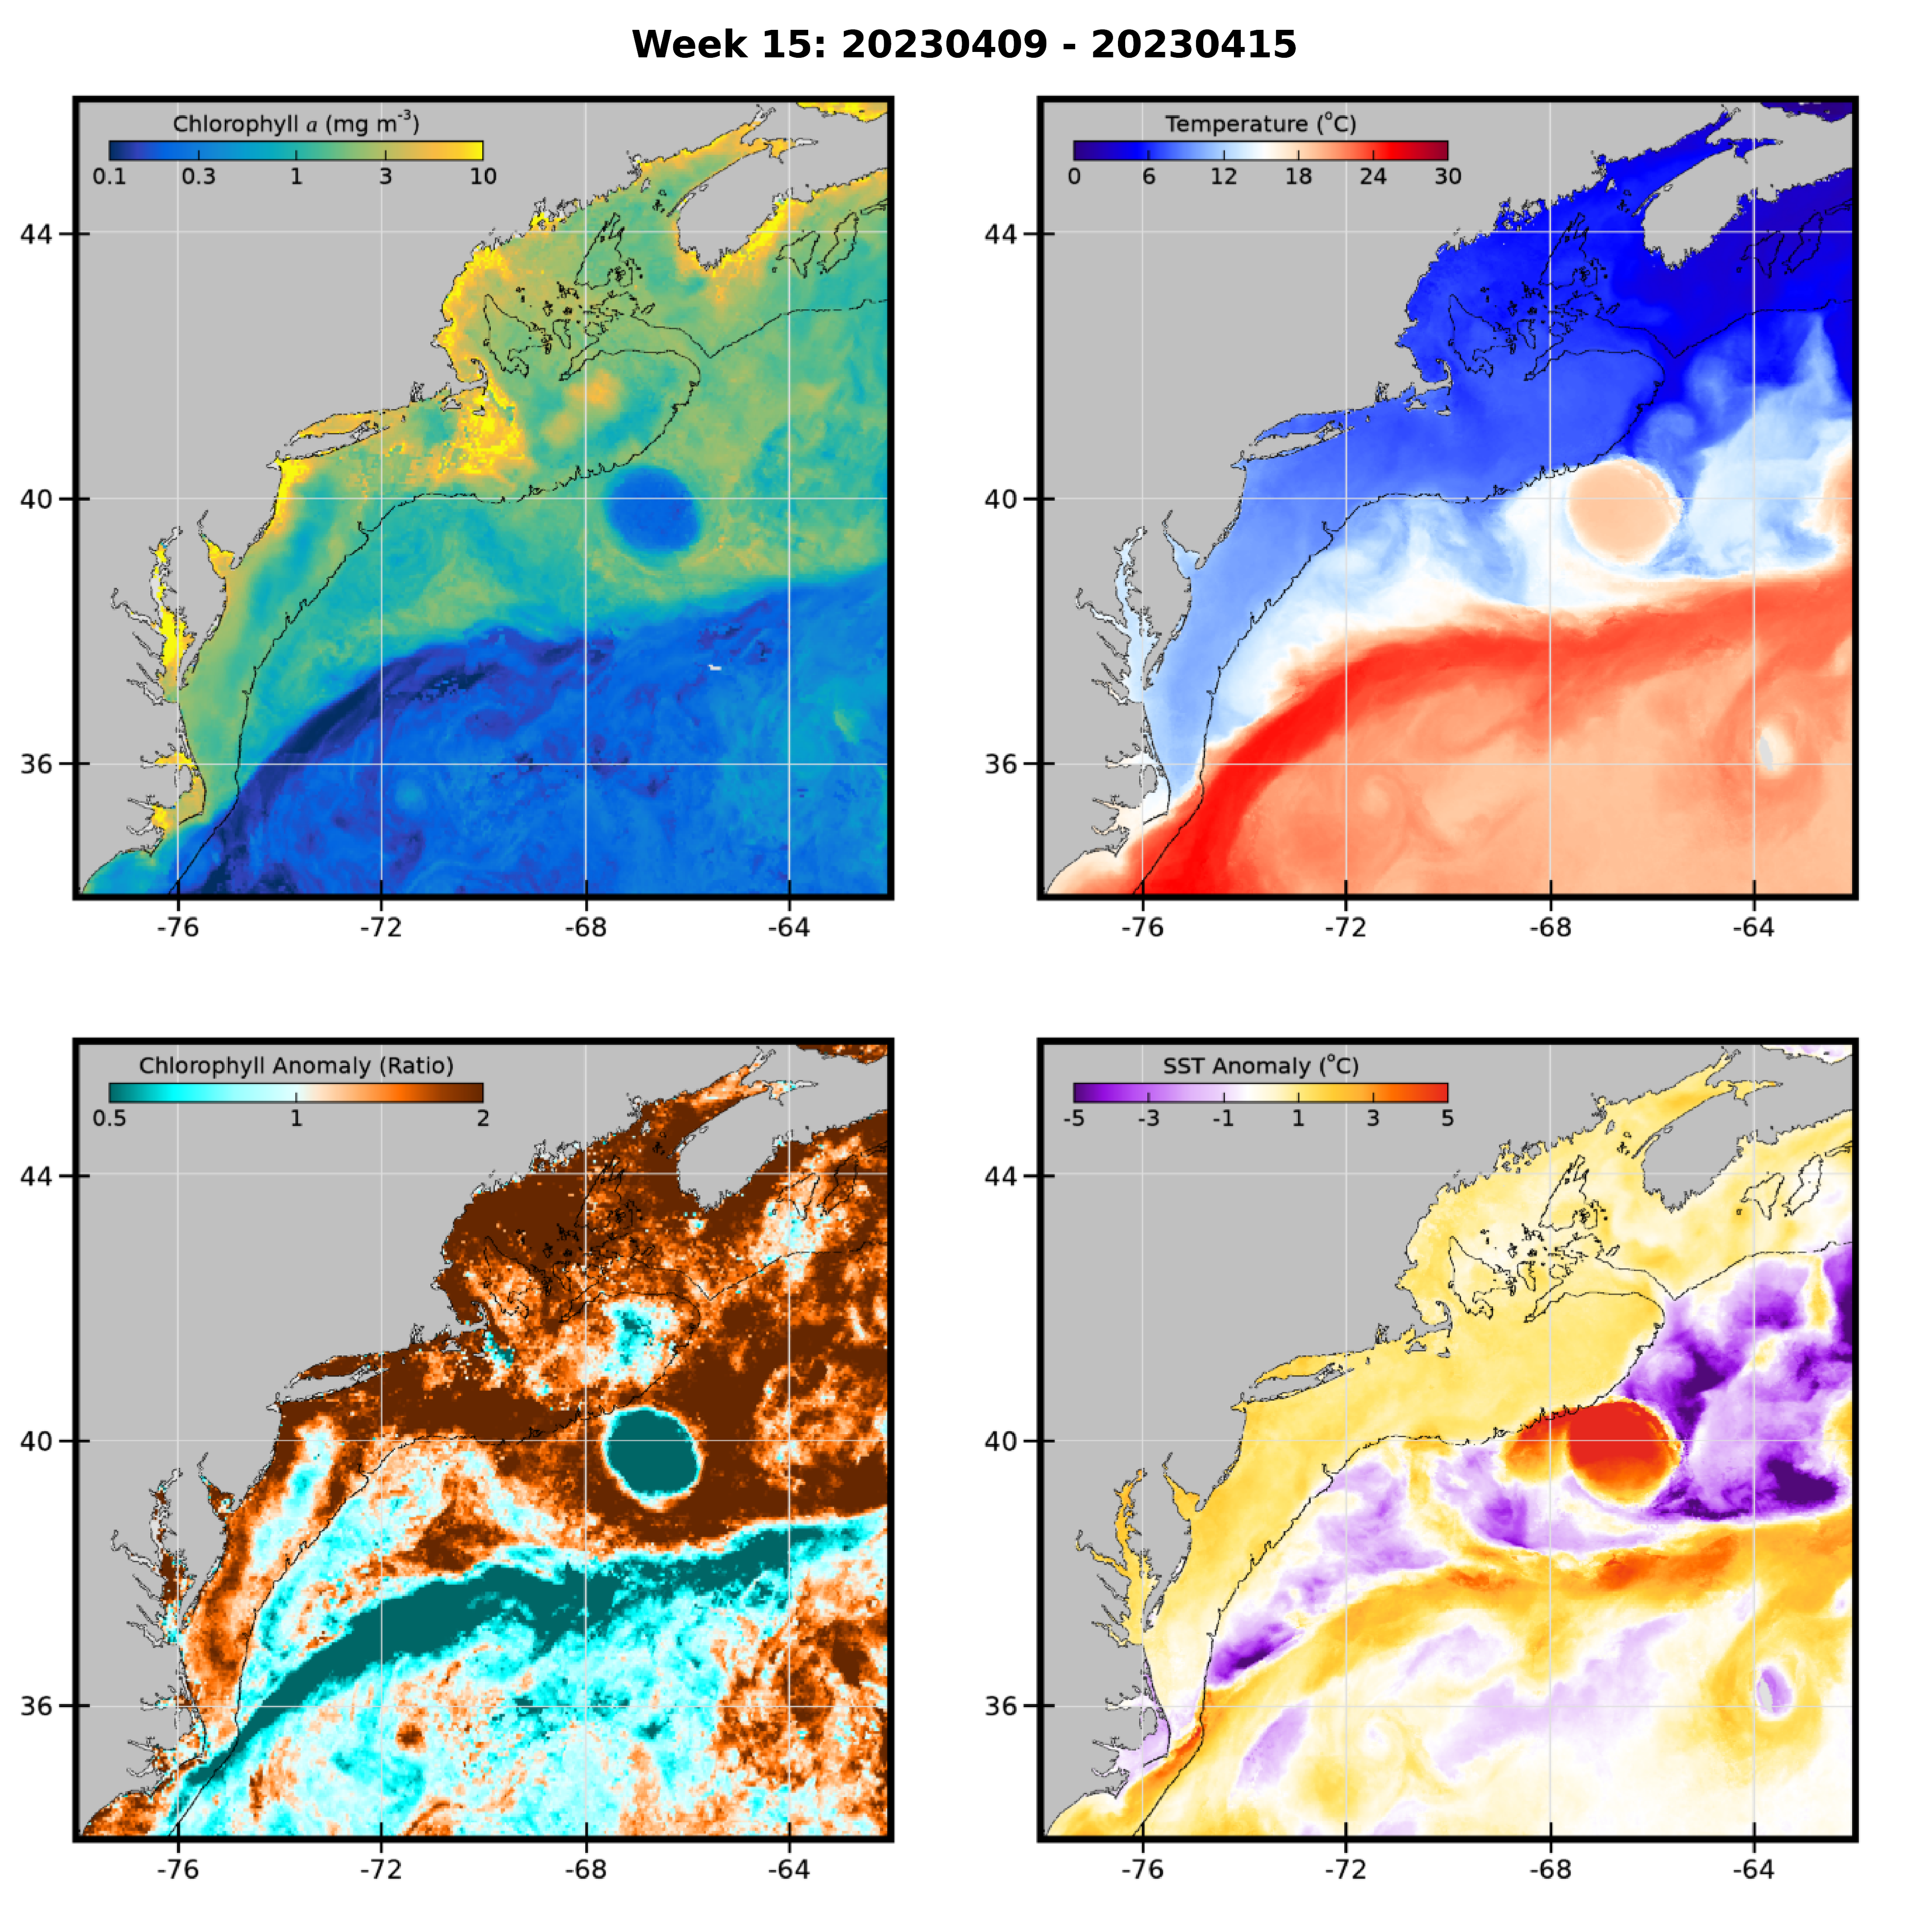 Week 15: 20230409 - 20230415
Chlorophyll a (mg m-3)
0.1 0.3 1 3 10
44
40
36
-76 -72 -68 -64
Temperature (oC)
0 6 12 18 24 30
44
40
36
-76 -72 -68 -64
Chlorophyll Anomaly (Ratio)
0.5 1 2
44
40
36
-76 -72 -68 -64
SST Anomaly (oC)
-5 -3 -1 1 3 5
44
40
36
-76 -72 -68 -64